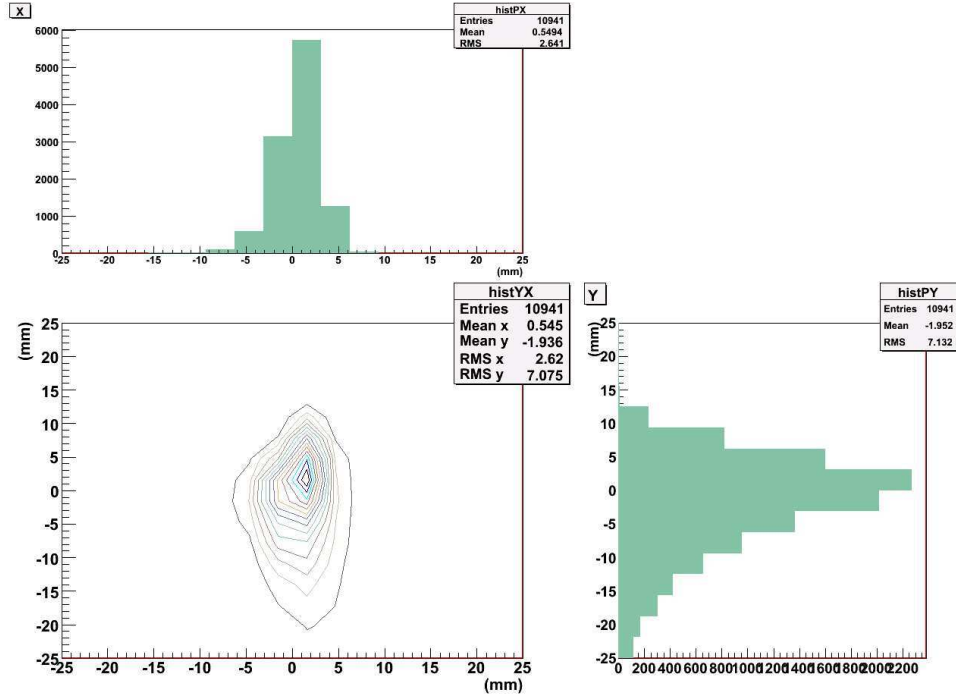 X
histPX
Entries 10941
Mean 0.5494
RMS 2.641
6000
5000
4000
3000
2000
1000
0
-25 -20 -15 -10 -5 0 5 10 15 20 25
(mm)
histYX
Entries 10941
Mean x 0.545
Mean y -1.936
RMS x 2.62
RMS y 7.075
(mm)
25
20
15
10
5
0
-5
-10
-15
-20
-25
-25 -20 -15 -10 -5 0 5 10 15 20 25
(mm)
Y
histPY
Entries 10941
Mean -1.952
RMS 7.132
(mm)
25
20
15
10
5
0
-5
-10
-15
-20
-25
0 200 400 600 800 1000 1200 1400 1600 1800 2000 2200